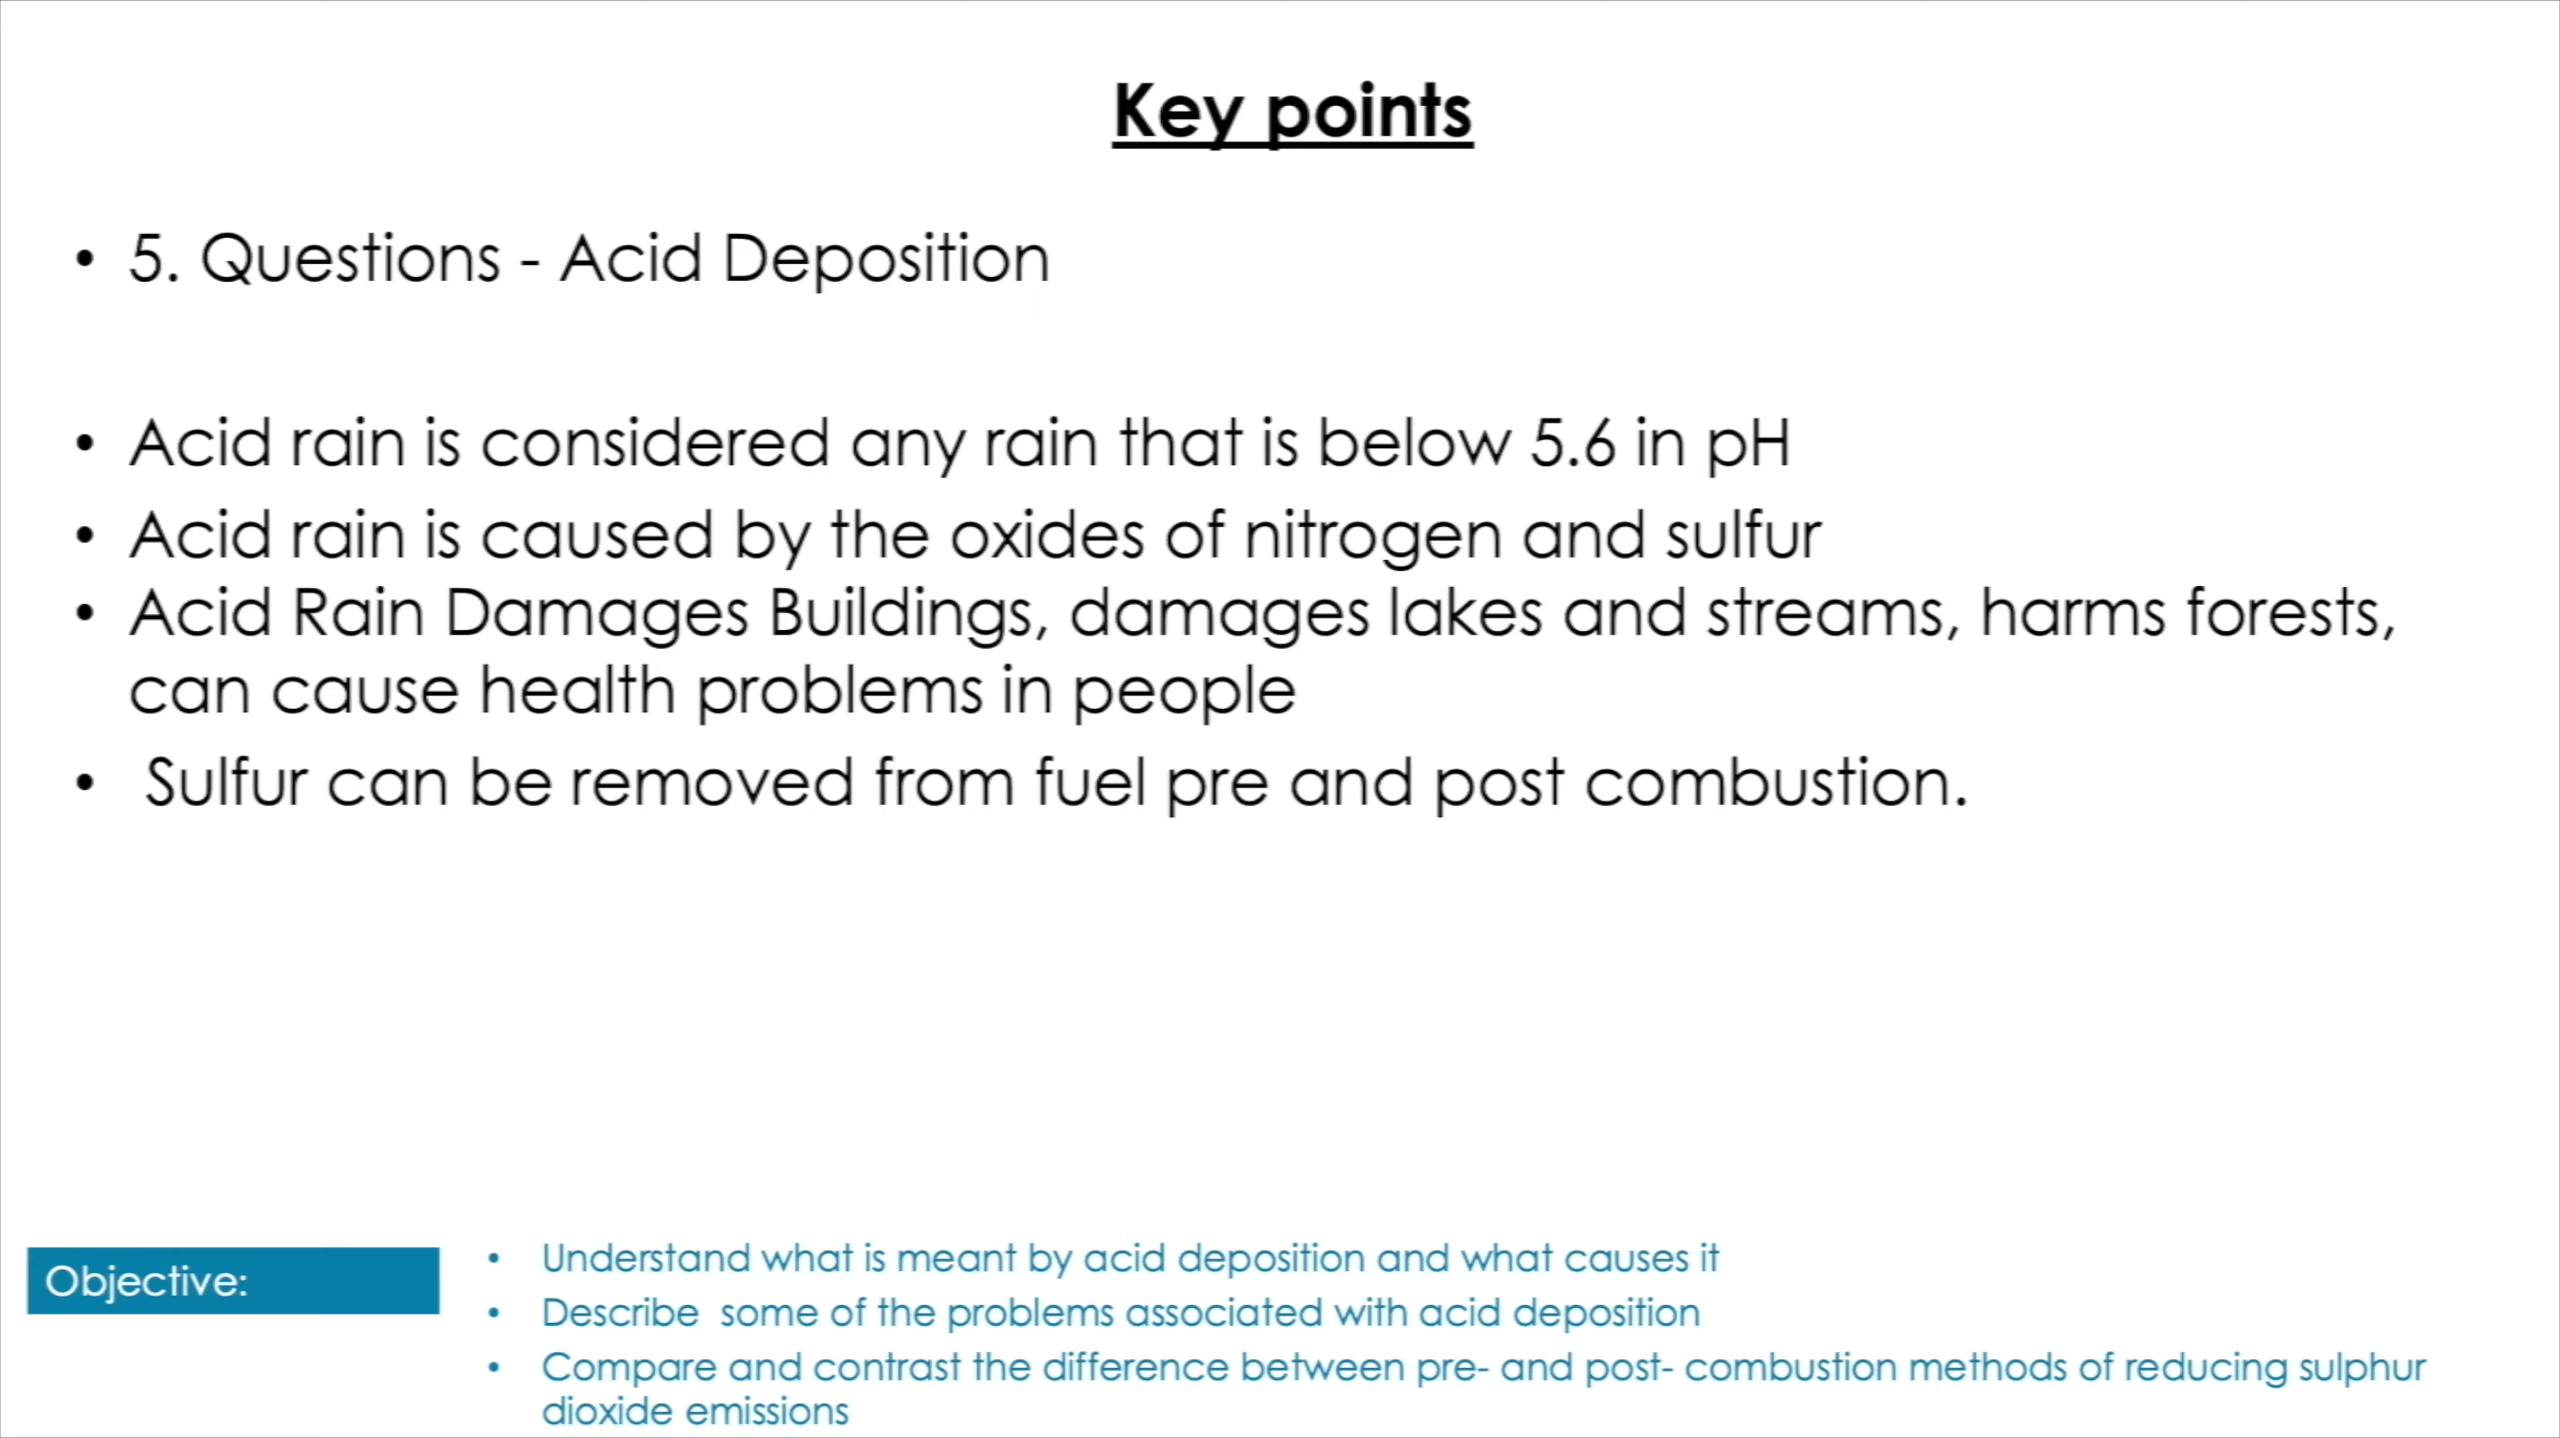 Key points
• 5. Questions - Acid Deposition
• Acid rain is considered any rain that is below 5.6 in pH
• Acid rain is caused by the oxides of nitrogen and sulfur
• Acid Rain Damages Buildings, damages lakes and streams, harms forests,
can cause health problems in people
• Sulfur can be removed from fuel pre and post combustion.
Objective:
• Understand what is meant by acid deposition and what causes it
• Describe  some of the problems associated with acid deposition
• Compare and contrast the difference between pre- and post- combustion methods of reducing sulphur
dioxide emissions